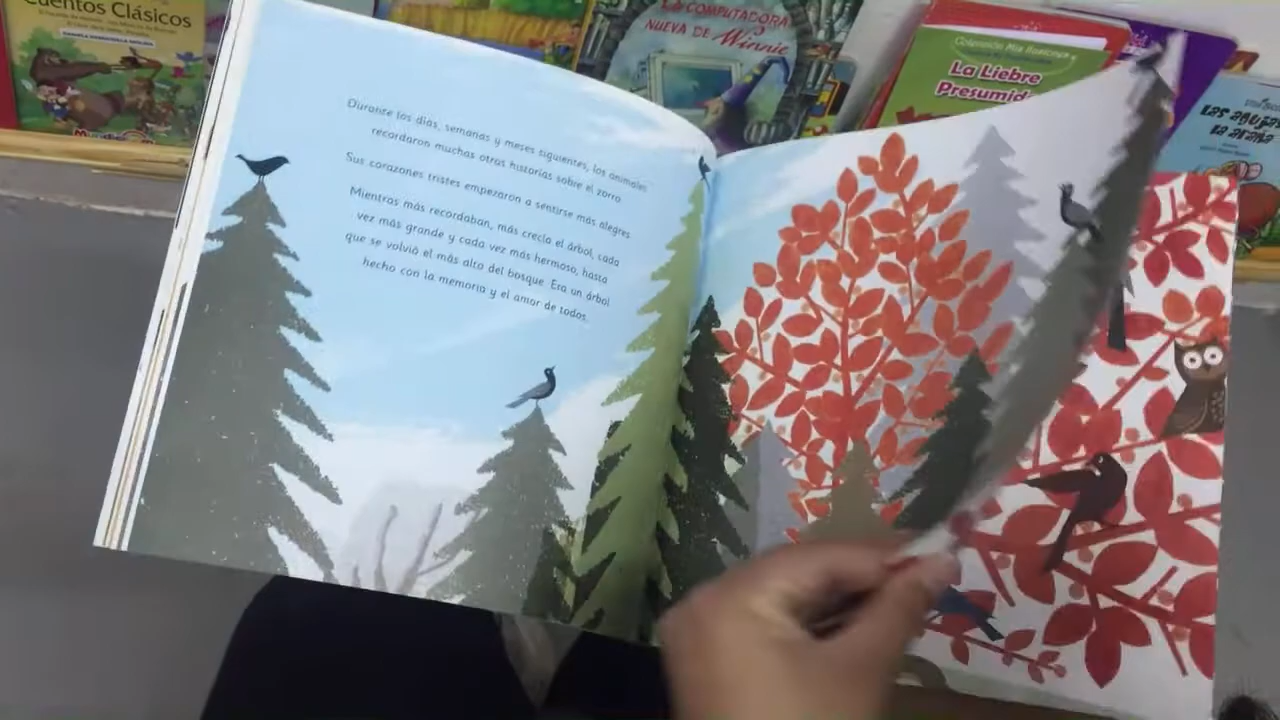 Cuentos Clásicos
LA COMPUTADORA
NUEVA DE Winnie
Colección Mía
La Liebre
Presumid
LAS
LA
Durante los días, semanas y meses siguientes, los animales
recordaron muchas otras historias sobre el zorro.
Sus corazones tristes empezaron a sentirse más alegres
Mientras más recordaban, más crecía el árbol, cada
vez más grande y cada vez más hermoso, hasta
que se volvió el más alto del bosque. Era un árbol
hecho con la memoria y el amor de todos.